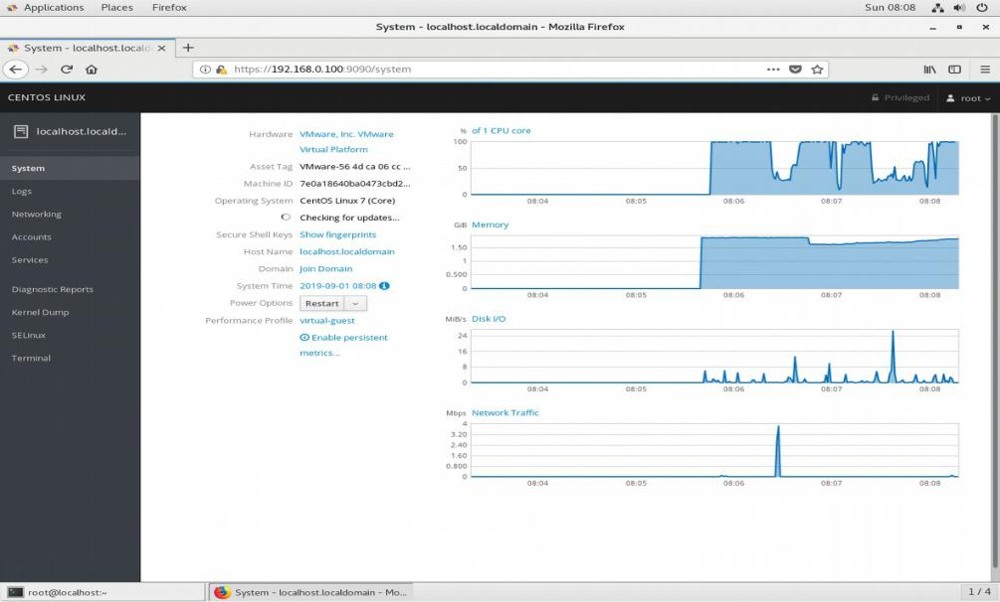 Applications Places Firefox Sun 08:08
System - localhost.localdomain - Mozilla Firefox
System - localhost.locald
https://192.168.0.100:9090/system
CENTOS LINUX Privileged root
localhost.locald...
System
Logs
Networking
Accounts
Services
Diagnostic Reports
Kernel Dump
SELinux
Terminal
Hardware VMware, Inc. VMware
Virtual Platform
Asset Tag VMware-56 4d ca 06 cc ...
Machine ID 7e0a18640ba0473cbd2...
Operating System CentOS Linux 7 (Core)
Checking for updates...
Secure Shell Keys Show fingerprints
Host Name localhost.localdomain
Domain Join Domain
System Time 2019-09-01 08:08
Power Options Restart
Performance Profile virtual-guest
Enable persistent
metrics...
% of 1 CPU core
100
50
0
08:04 08:05 08:06 08:07 08:08
GiB Memory
1.50
1
0.500
0
08:04 08:05 08:06 08:07 08:08
MiB/s Disk I/O
24
16
8
0
08:04 08:05 08:06 08:07 08:08
Mbps Network Traffic
4
3.20
2.40
1.60
0.800
0
08:04 08:05 08:06 08:07 08:08
root@localhost:~ System - localhost.localdomain - Mo... 1 / 4